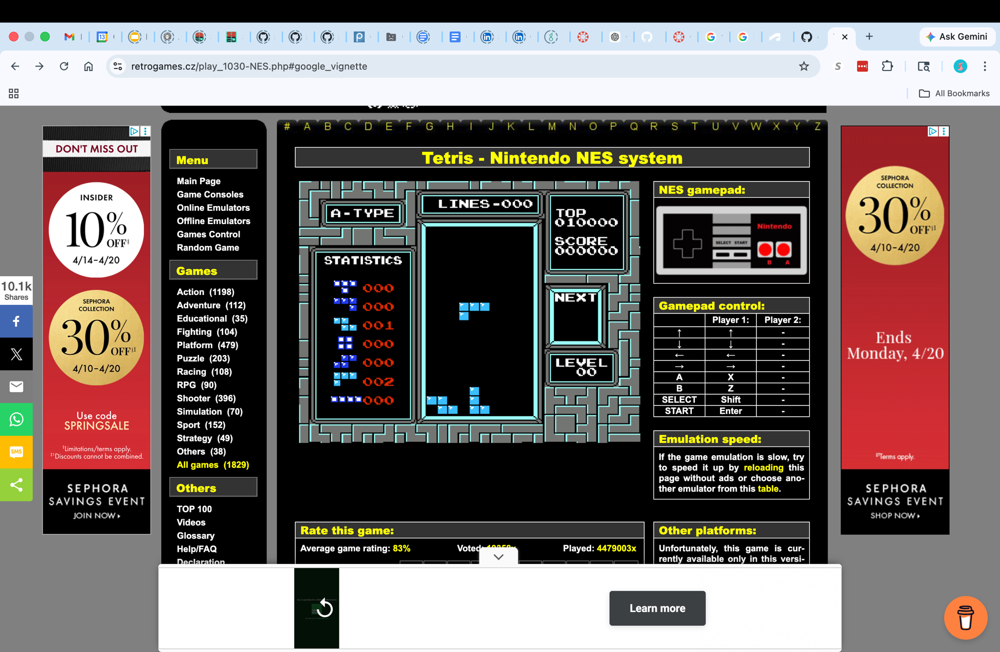 13
Ask Gemini
retrogames.cz/play_1030-NES.php#google_vignette
All Bookmarks
# A B C D E F G H I J K L M N O P Q R S T U V W X Y Z
DON'T MISS OUT
INSIDER
10%
OFF‡
4/14–4/20
SEPHORA
COLLECTION
30%
OFF‡1
4/10–4/20
Use code
SPRINGSALE
‡Limitations/terms apply.
‡1Discounts cannot be combined.
SEPHORA
SAVINGS EVENT
JOIN NOW
10.1k
Shares
SMS
Menu
Main Page
Game Consoles
Online Emulators
Offline Emulators
Games Control
Random Game
Games
Action (1198)
Adventure (112)
Educational (35)
Fighting (104)
Platform (479)
Puzzle (203)
Racing (108)
RPG (90)
Shooter (396)
Simulation (70)
Sport (152)
Strategy (49)
Others (38)
All games (1829)
Others
TOP 100
Videos
Glossary
Help/FAQ
Declaration
Tetris - Nintendo NES system
A-TYPE
LINES-000
TOP
010000
SCORE
000000
STATISTICS
000
000
001
000
000
002
000
NEXT
LEVEL
00
NES gamepad:
Nintendo
SELECT START
B A
Gamepad control:
Player 1: Player 2:
↑ ↑ -
↓ ↓ -
← ← -
→ → -
A X -
B Z -
SELECT Shift -
START Enter -
Emulation speed:
If the game emulation is slow, try
to speed it up by reloading this
page without ads or choose ano-
ther emulator from this table.
Rate this game:
Average game rating: 83% Voted: Played: 4479003x
Other platforms:
Unfortunately, this game is cur-
rently available only in this versi-
SEPHORA
COLLECTION
30%
OFF‡1
4/10–4/20
Ends
Monday, 4/20
‡1Terms apply.
SEPHORA
SAVINGS EVENT
SHOP NOW
Learn more